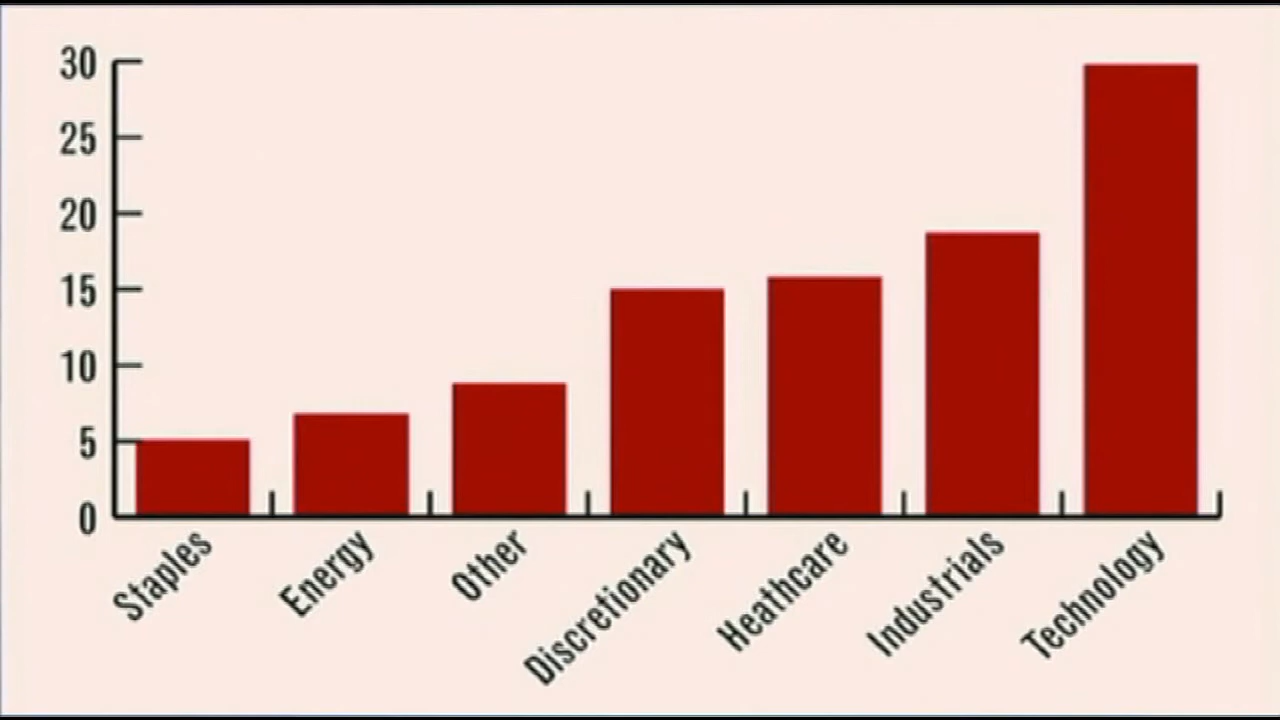 30
25
20
15
10
5
0
Staples
Energy
Other
Discretionary
Heathcare
Industrials
Technology